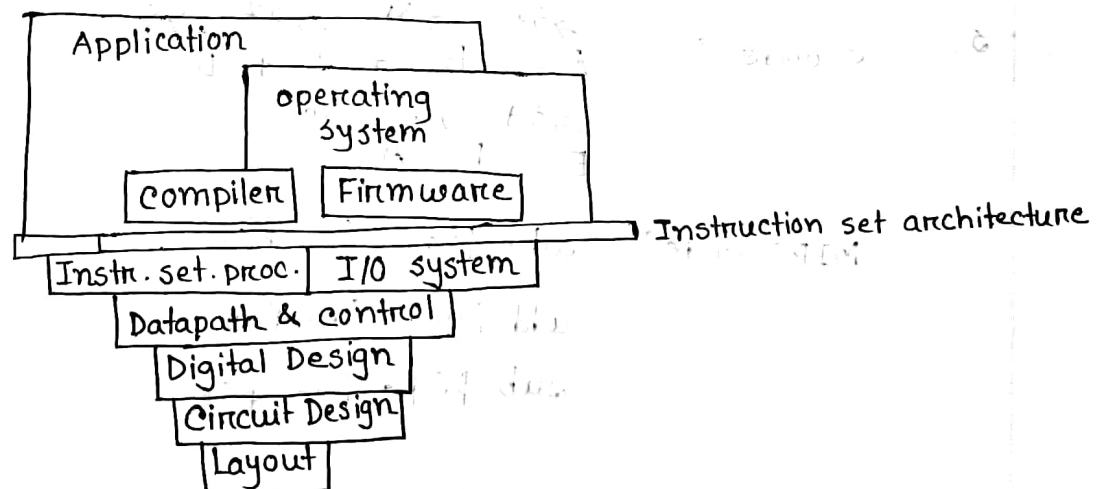 Application
operating
system
compiler
Firmware
Instruction set architecture
Instr. set. proc.
I/O system
Datapath & control
Digital Design
Circuit Design
Layout